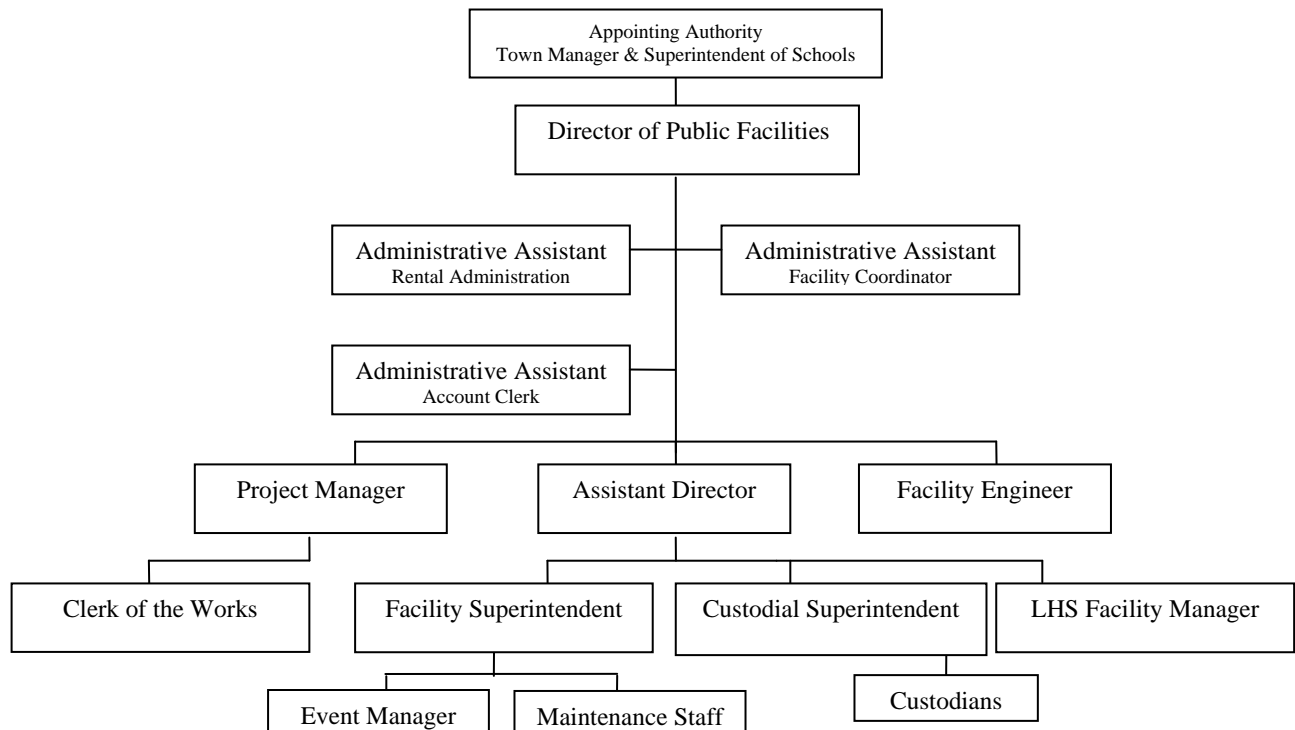 Appointing Authority
Town Manager & Superintendent of Schools
Director of Public Facilities
Administrative Assistant
Rental Administration
Administrative Assistant
Facility Coordinator
Administrative Assistant
Account Clerk
Project Manager
Assistant Director
Facility Engineer
Clerk of the Works
Facility Superintendent
Custodial Superintendent
LHS Facility Manager
Event Manager
Maintenance Staff
Custodians